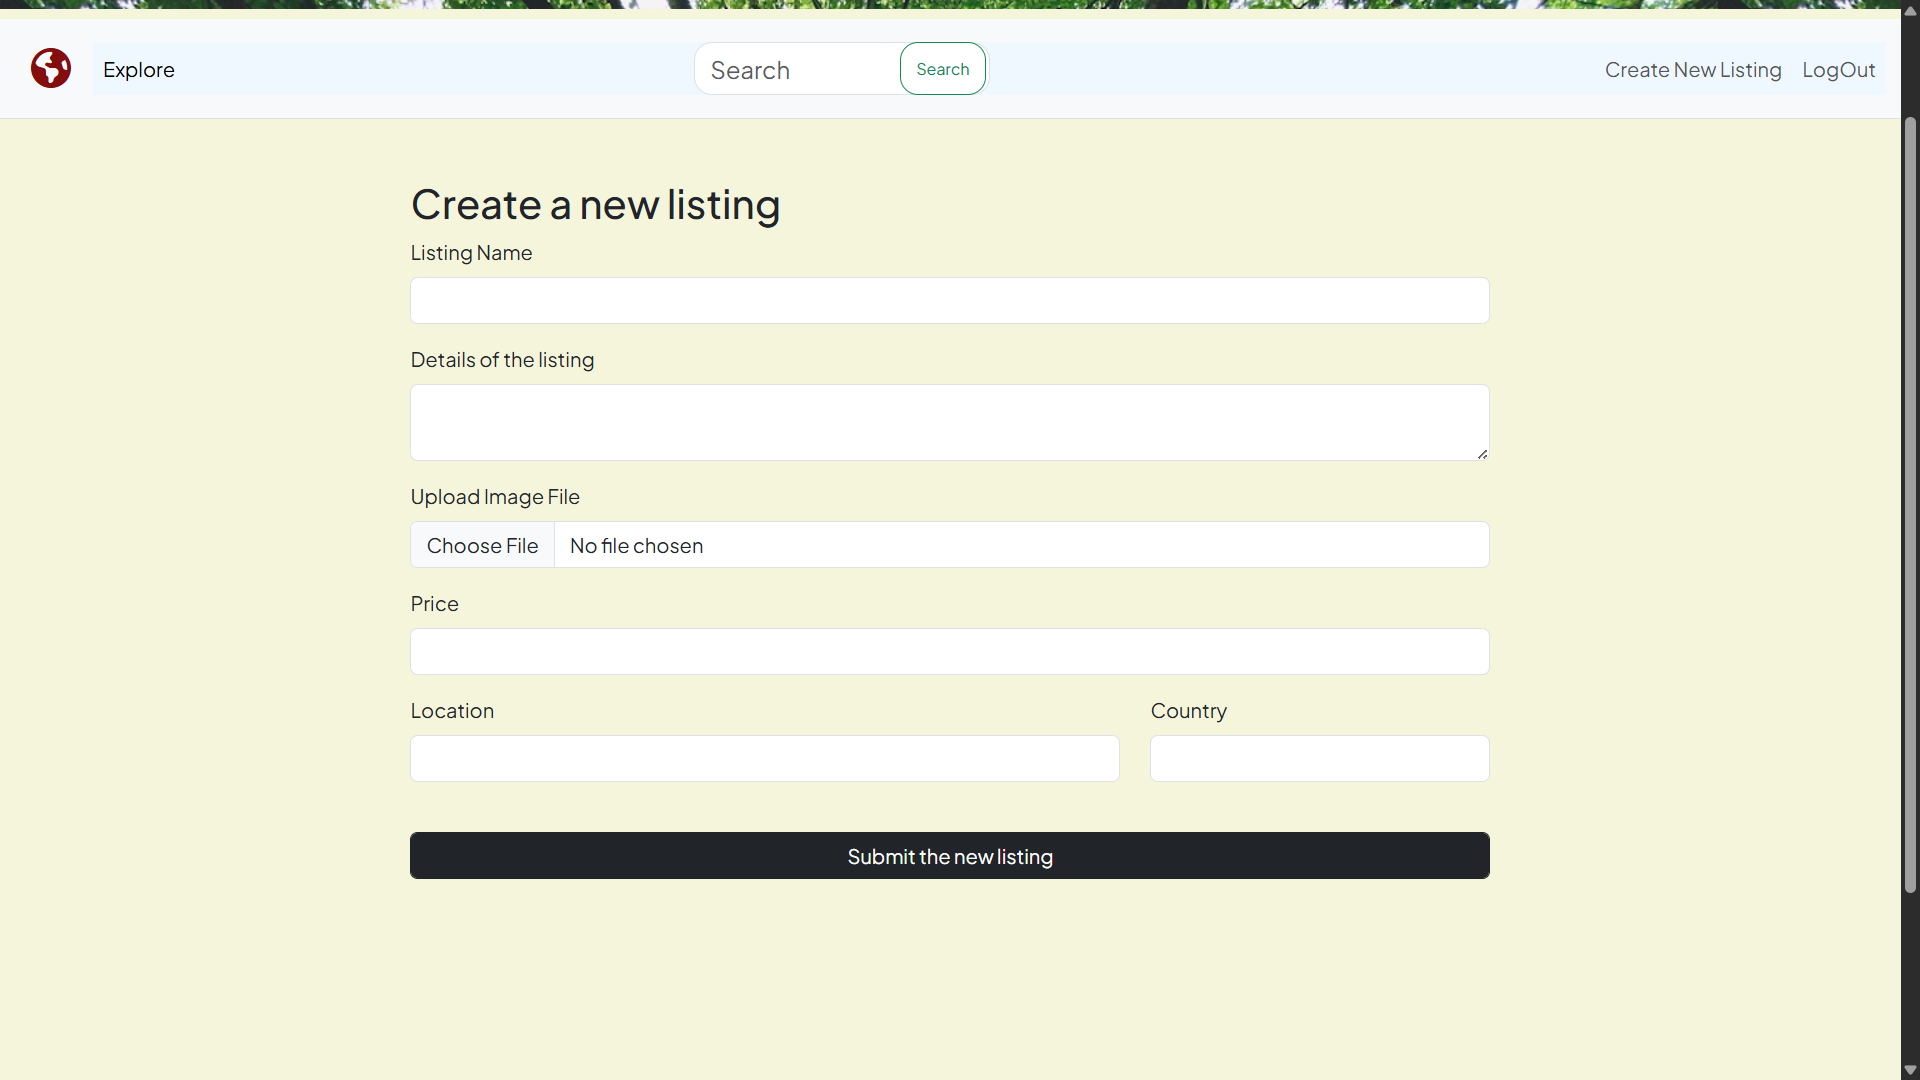 Explore
Search
Search
Create New Listing
LogOut
Create a new listing
Listing Name
Details of the listing
Upload Image File
Choose File
No file chosen
Price
Location
Country
Submit the new listing